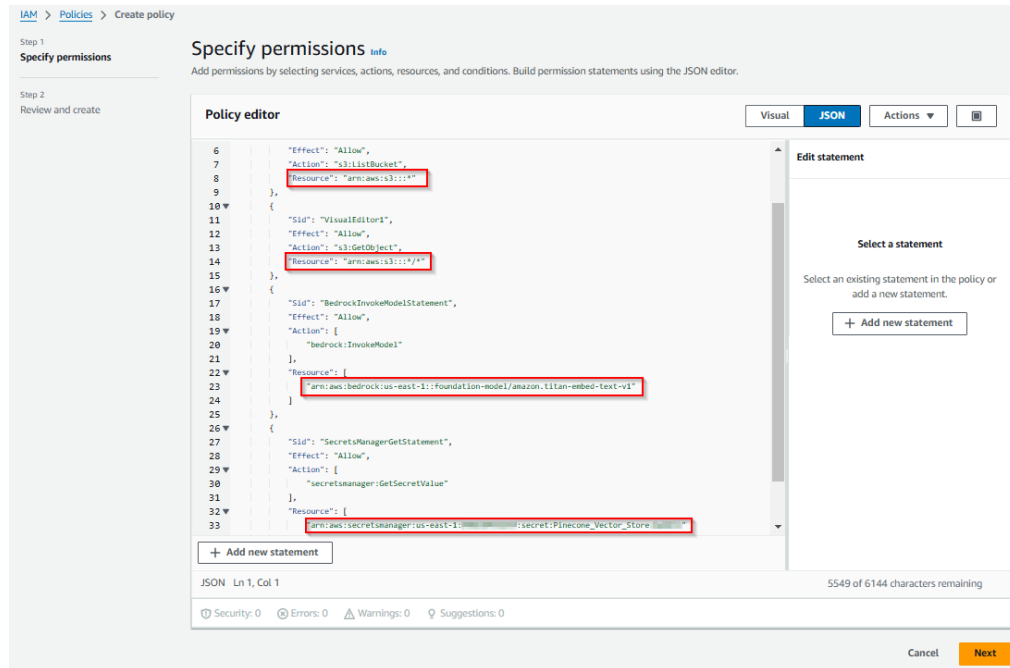 IAM > Policies > Create policy
Step 1
Specify permissions
Step 2
Review and create
Specify permissions Info
Add permissions by selecting services, actions, resources, and conditions. Build permission statements using the JSON editor.
Policy editor
Visual
JSON
Actions
6 "Effect": "Allow",
7 "Action": "s3:ListBucket",
8 "Resource": "arn:aws:s3:::*"
9 },
10 {
11 "Sid": "VisualEditor1",
12 "Effect": "Allow",
13 "Action": "s3:GetObject",
14 "Resource": "arn:aws:s3:::*/*"
15 },
16 {
17 "Sid": "BedrockInvokeModelStatement",
18 "Effect": "Allow",
19 "Action": [
20 "bedrock:InvokeModel"
21 ],
22 "Resource": [
23 "arn:aws:bedrock:us-east-1::foundation-model/amazon.titan-embed-text-v1"
24 ]
25 },
26 {
27 "Sid": "SecretsManagerGetStatement",
28 "Effect": "Allow",
29 "Action": [
30 "secretsmanager:GetSecretValue"
31 ],
32 "Resource": [
33 "arn:aws:secretsmanager:us-east-1: :secret:Pinecone_Vector_Store "
Edit statement
Select a statement
Select an existing statement in the policy or
add a new statement.
+ Add new statement
+ Add new statement
JSON Ln 1, Col 1
5549 of 6144 characters remaining
Security: 0 Errors: 0 Warnings: 0 Suggestions: 0
Cancel
Next